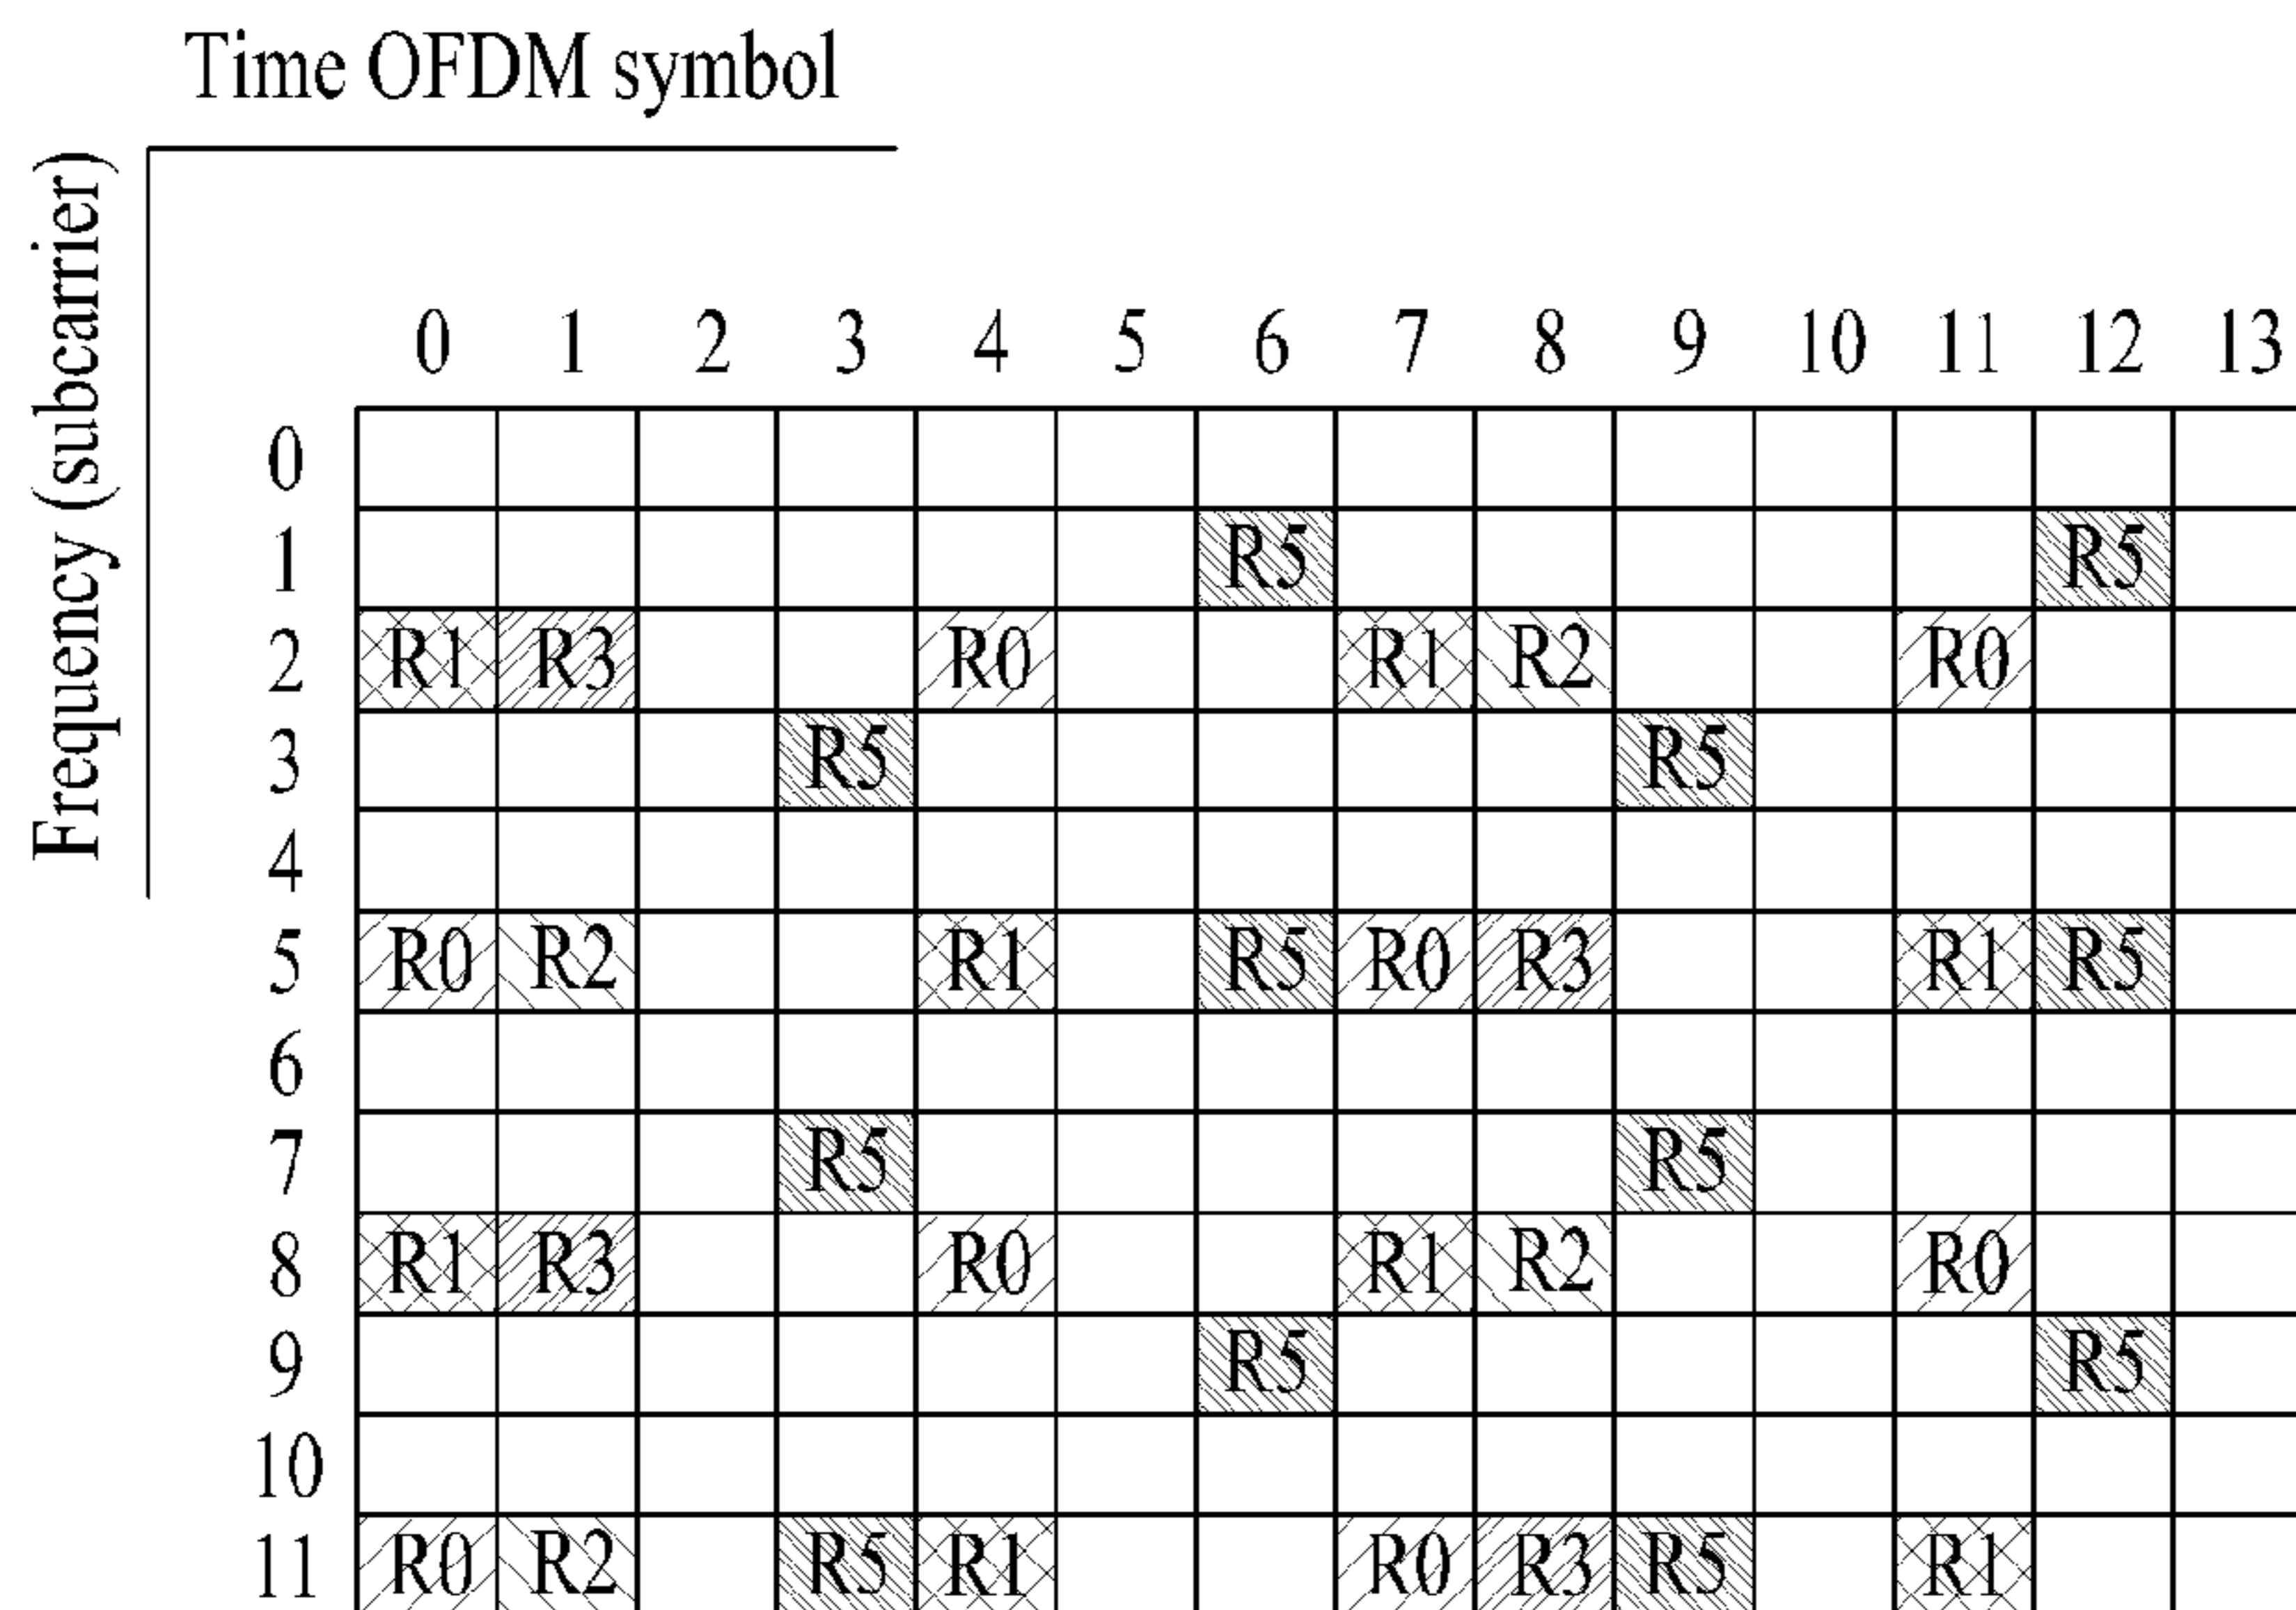 Time OFDM symbol
Frequency (subcarrier)
0 1 2 3 4 5 6 7 8 9 10 11 12 13
0
1 R5 R5
2 R1 R3 R0 R1 R2 R0
3 R5 R5
4
5 R0 R2 R1 R5 R0 R3 R1 R5
6
7 R5 R5
8 R1 R3 R0 R1 R2 R0
9 R5 R5
10
11 R0 R2 R5 R1 R0 R3 R5 R1